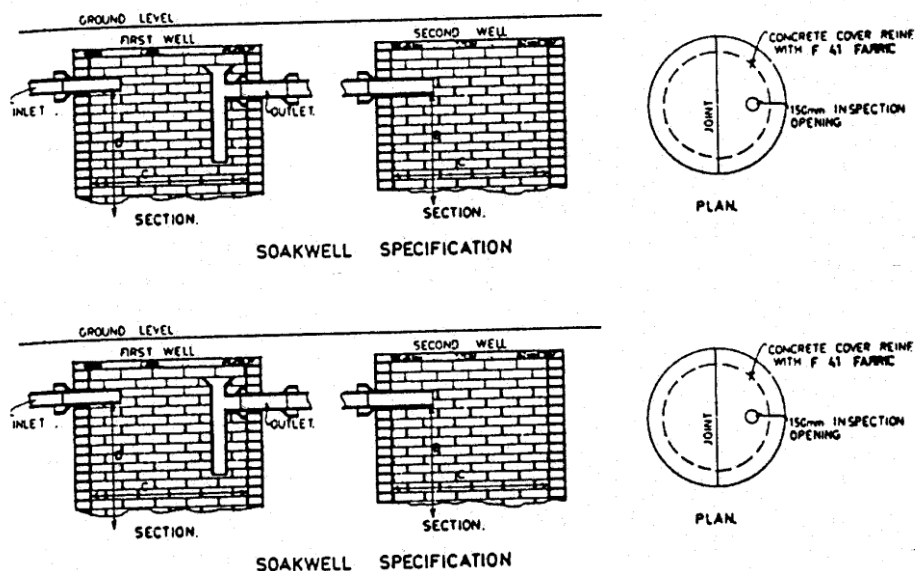 GROUND LEVEL
FIRST WELL
SECOND WELL
CONCRETE COVER REINF
WITH F 41 FABRIC
INLET
OUTLET.
JOINT
150mm INSPECTION
OPENING
d
C
C
SECTION.
SECTION.
PLAN.
SOAKWELL SPECIFICATION
GROUND LEVEL
FIRST WELL
SECOND WELL
CONCRETE COVER REINF
WITH F 41 FABRIC
INLET
OUTLET.
JOINT
150mm INSPECTION
OPENING
d
C
C
SECTION.
SECTION.
PLAN.
SOAKWELL SPECIFICATION